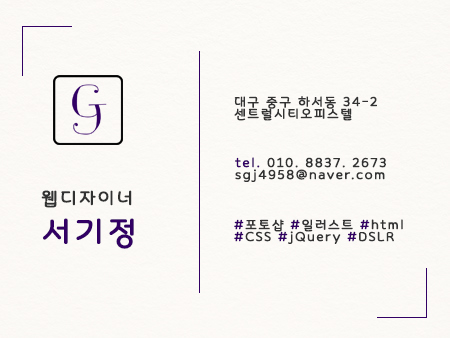 G
웹디자이너
서기정
대구 중구 하서동 34-2
센트럴시티오피스텔
tel. 010. 8837. 2673
sgj4958@naver.com
#포토샵 #일러스트 #html
#CSS #jQuery #DSLR